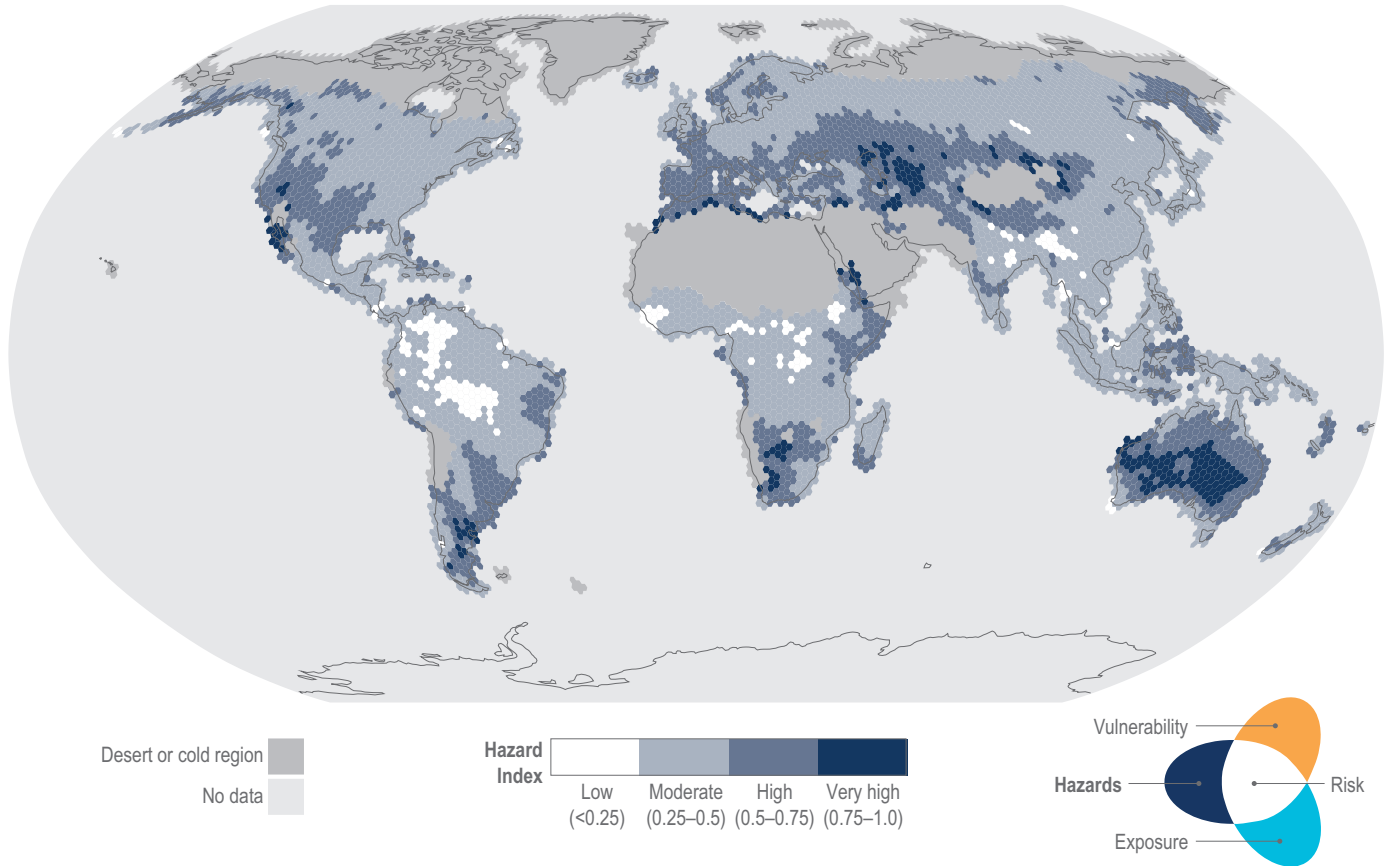 Desert or cold region
No data
Hazard
Index
Low
(<0.25)
Moderate
(0.25–0.5)
High
(0.5–0.75)
Very high
(0.75–1.0)
Vulnerability
Hazards
Risk
Exposure